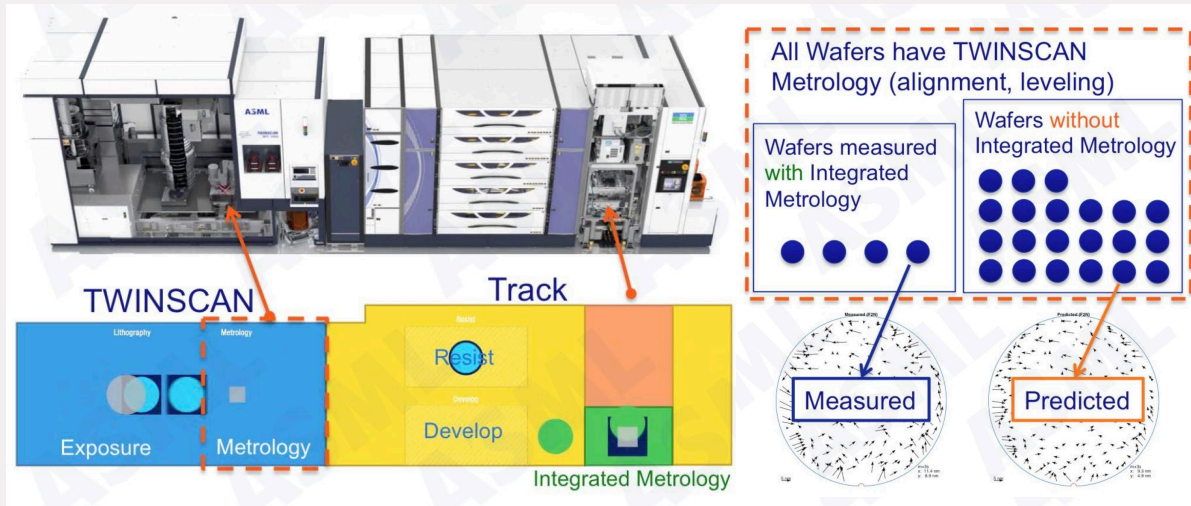 ASML
TWINSCAN
Track
Lithography
Metrology
Resist
Develop
Develop
Exposure
Metrology
Integrated Metrology
All Wafers have TWINSCAN
Metrology (alignment, leveling)
Wafers measured
with Integrated
Metrology
Wafers without
Integrated Metrology
Measured
Predicted